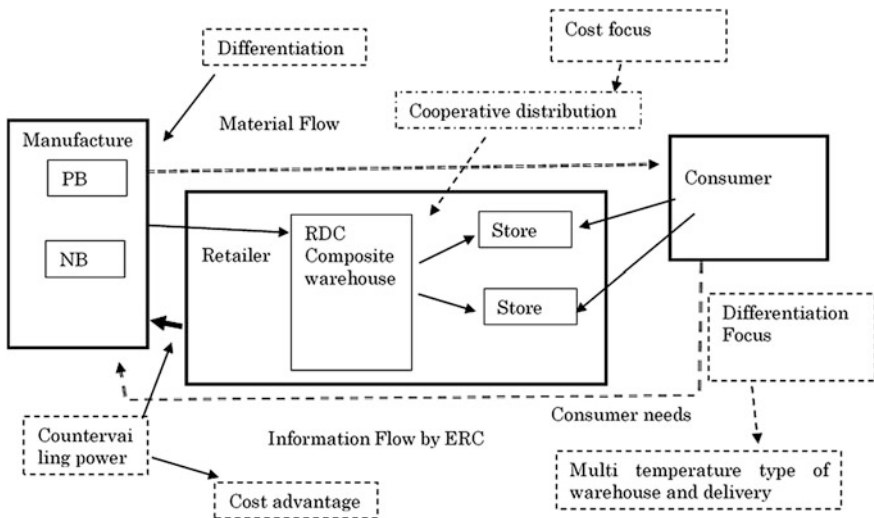 Cost focus
Differentiation
Cooperative distribution
Material Flow
Manufacture
PB
NB
Consumer
Retailer
RDC
Composite
warehouse
Store
Store
Differentiation
Focus
Consumer needs
Countervai
ling power
Information Flow by ERC
Multi temperature type of
warehouse and delivery
Cost advantage